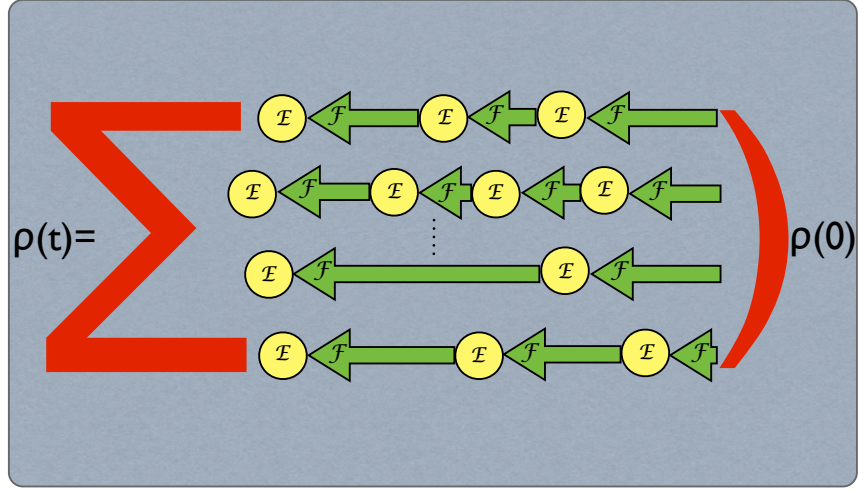 ℰ ℱ ℰ ℱ ℰ ℱ
ℰ ℱ ℰ ℱ ℰ ℱ ℰ ℱ
ρ(t)= ρ(0)
ℰ ℱ ℰ ℱ
ℰ ℱ ℰ ℱ ℰ ℱ